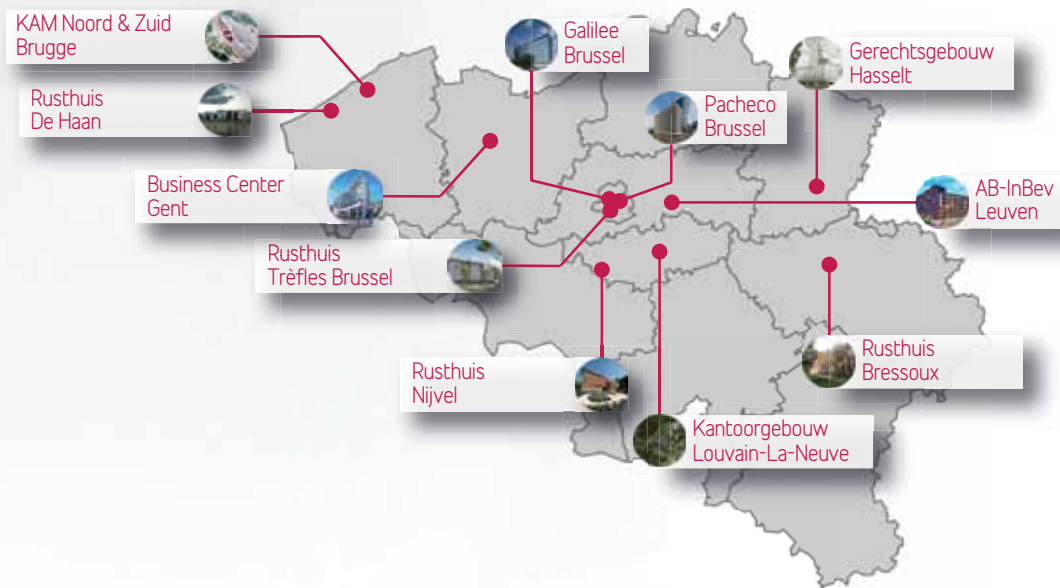 KAM Noord & Zuid
Brugge
Galilee
Brussel
Gerechtsgebouw
Hasselt
Rusthuis
De Haan
Pacheco
Brussel
Business Center
Gent
AB-InBev
Leuven
Rusthuis
Trèfles Brussel
Rusthuis
Nijvel
Rusthuis
Bressoux
Kantoorgebouw
Louvain-La-Neuve